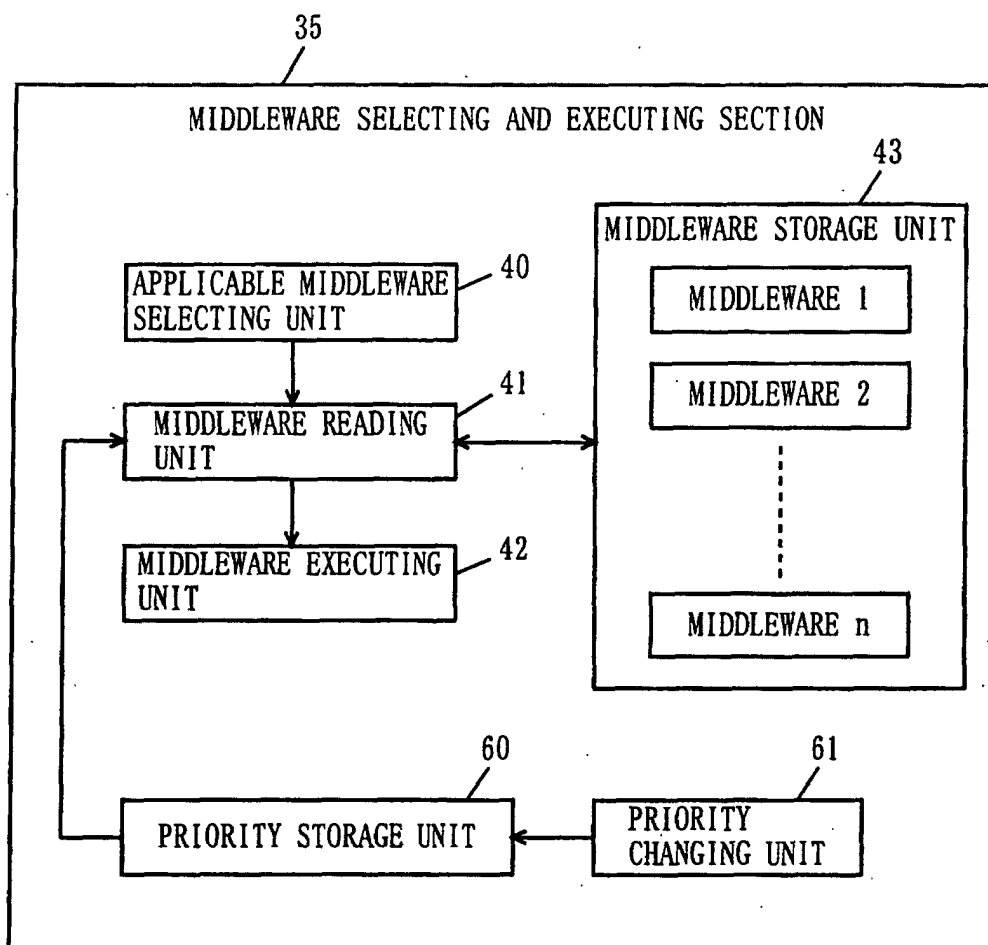 35
MIDDLEWARE SELECTING AND EXECUTING SECTION
43
MIDDLEWARE STORAGE UNIT
MIDDLEWARE 1
MIDDLEWARE 2
MIDDLEWARE n
40
APPLICABLE MIDDLEWARE
SELECTING UNIT
41
MIDDLEWARE READING
UNIT
42
MIDDLEWARE EXECUTING
UNIT
60
PRIORITY STORAGE UNIT
61
PRIORITY
CHANGING UNIT